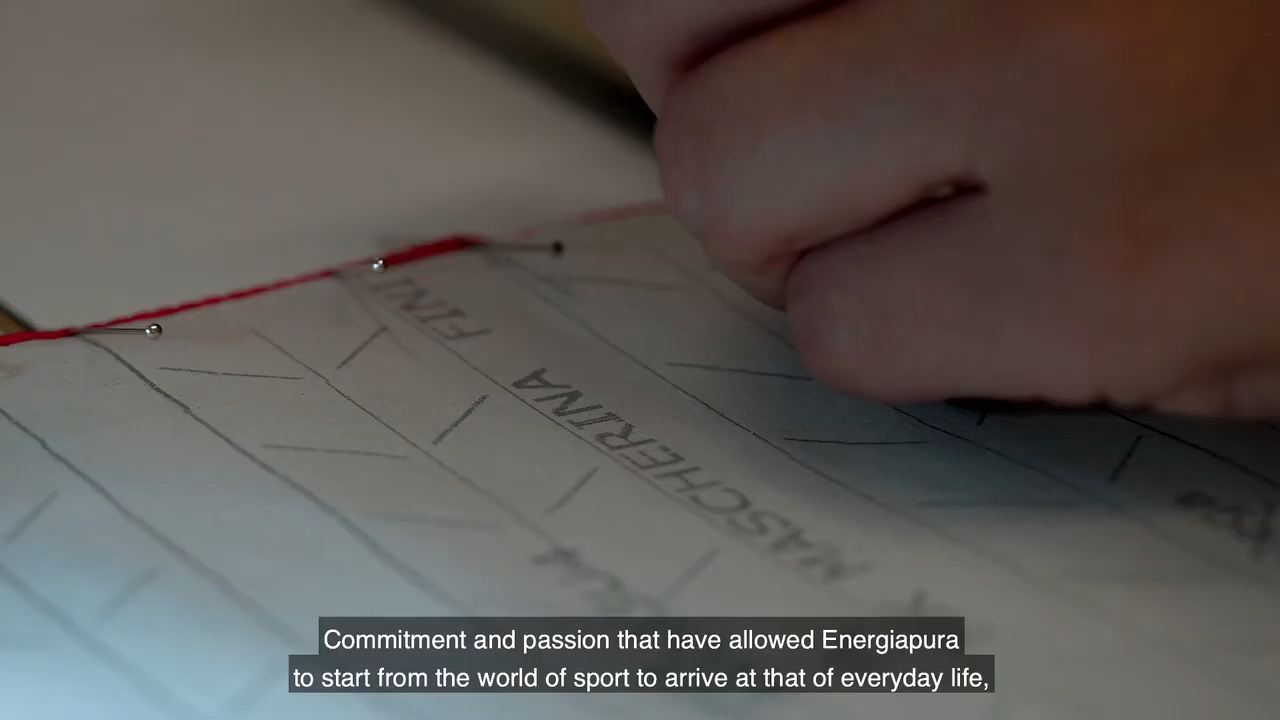 FINI
MASCHERINA
Commitment and passion that have allowed Energiapura
to start from the world of sport to arrive at that of everyday life,